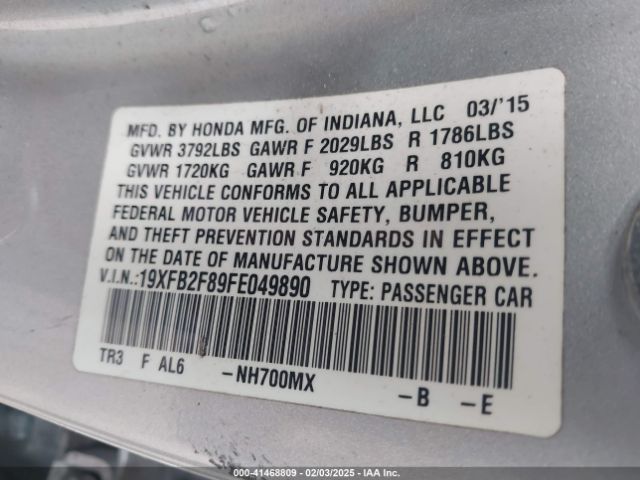 MFD. BY HONDA MFG. OF INDIANA, LLC 03/'15
GVWR 3792LBS GAWR F 2029LBS R 1786LBS
GVWR 1720KG GAWR F 920KG R 810KG
THIS VEHICLE CONFORMS TO ALL APPLICABLE
FEDERAL MOTOR VEHICLE SAFETY, BUMPER,
AND THEFT PREVENTION STANDARDS IN EFFECT
ON THE DATE OF MANUFACTURE SHOWN ABOVE.
V.I.N.:19XFB2F89FE049890 TYPE: PASSENGER CAR
TR3 F AL6 -NH700MX -B -E
000-41468809 - 02/03/2025 - IAAI.COM